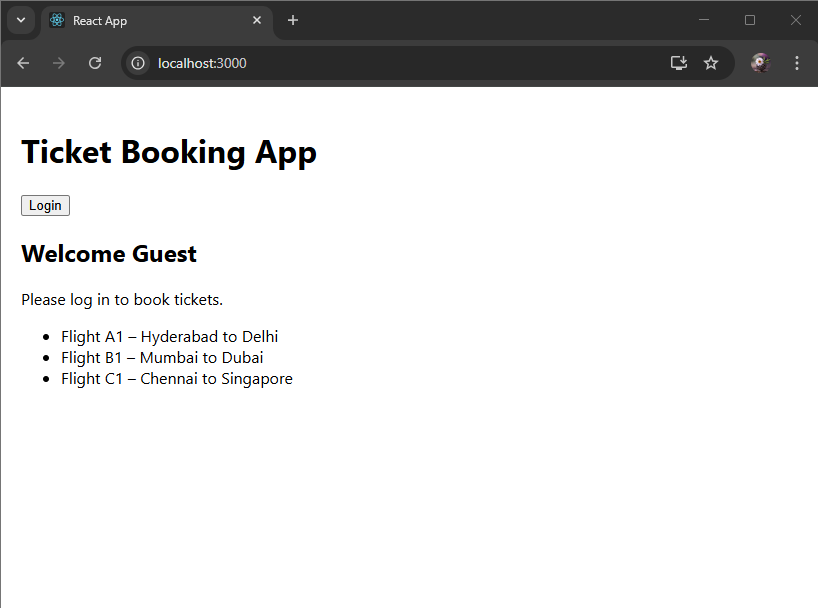 React App
localhost:3000
Ticket Booking App
Login
Welcome Guest
Please log in to book tickets.
Flight A1 – Hyderabad to Delhi
Flight B1 – Mumbai to Dubai
Flight C1 – Chennai to Singapore